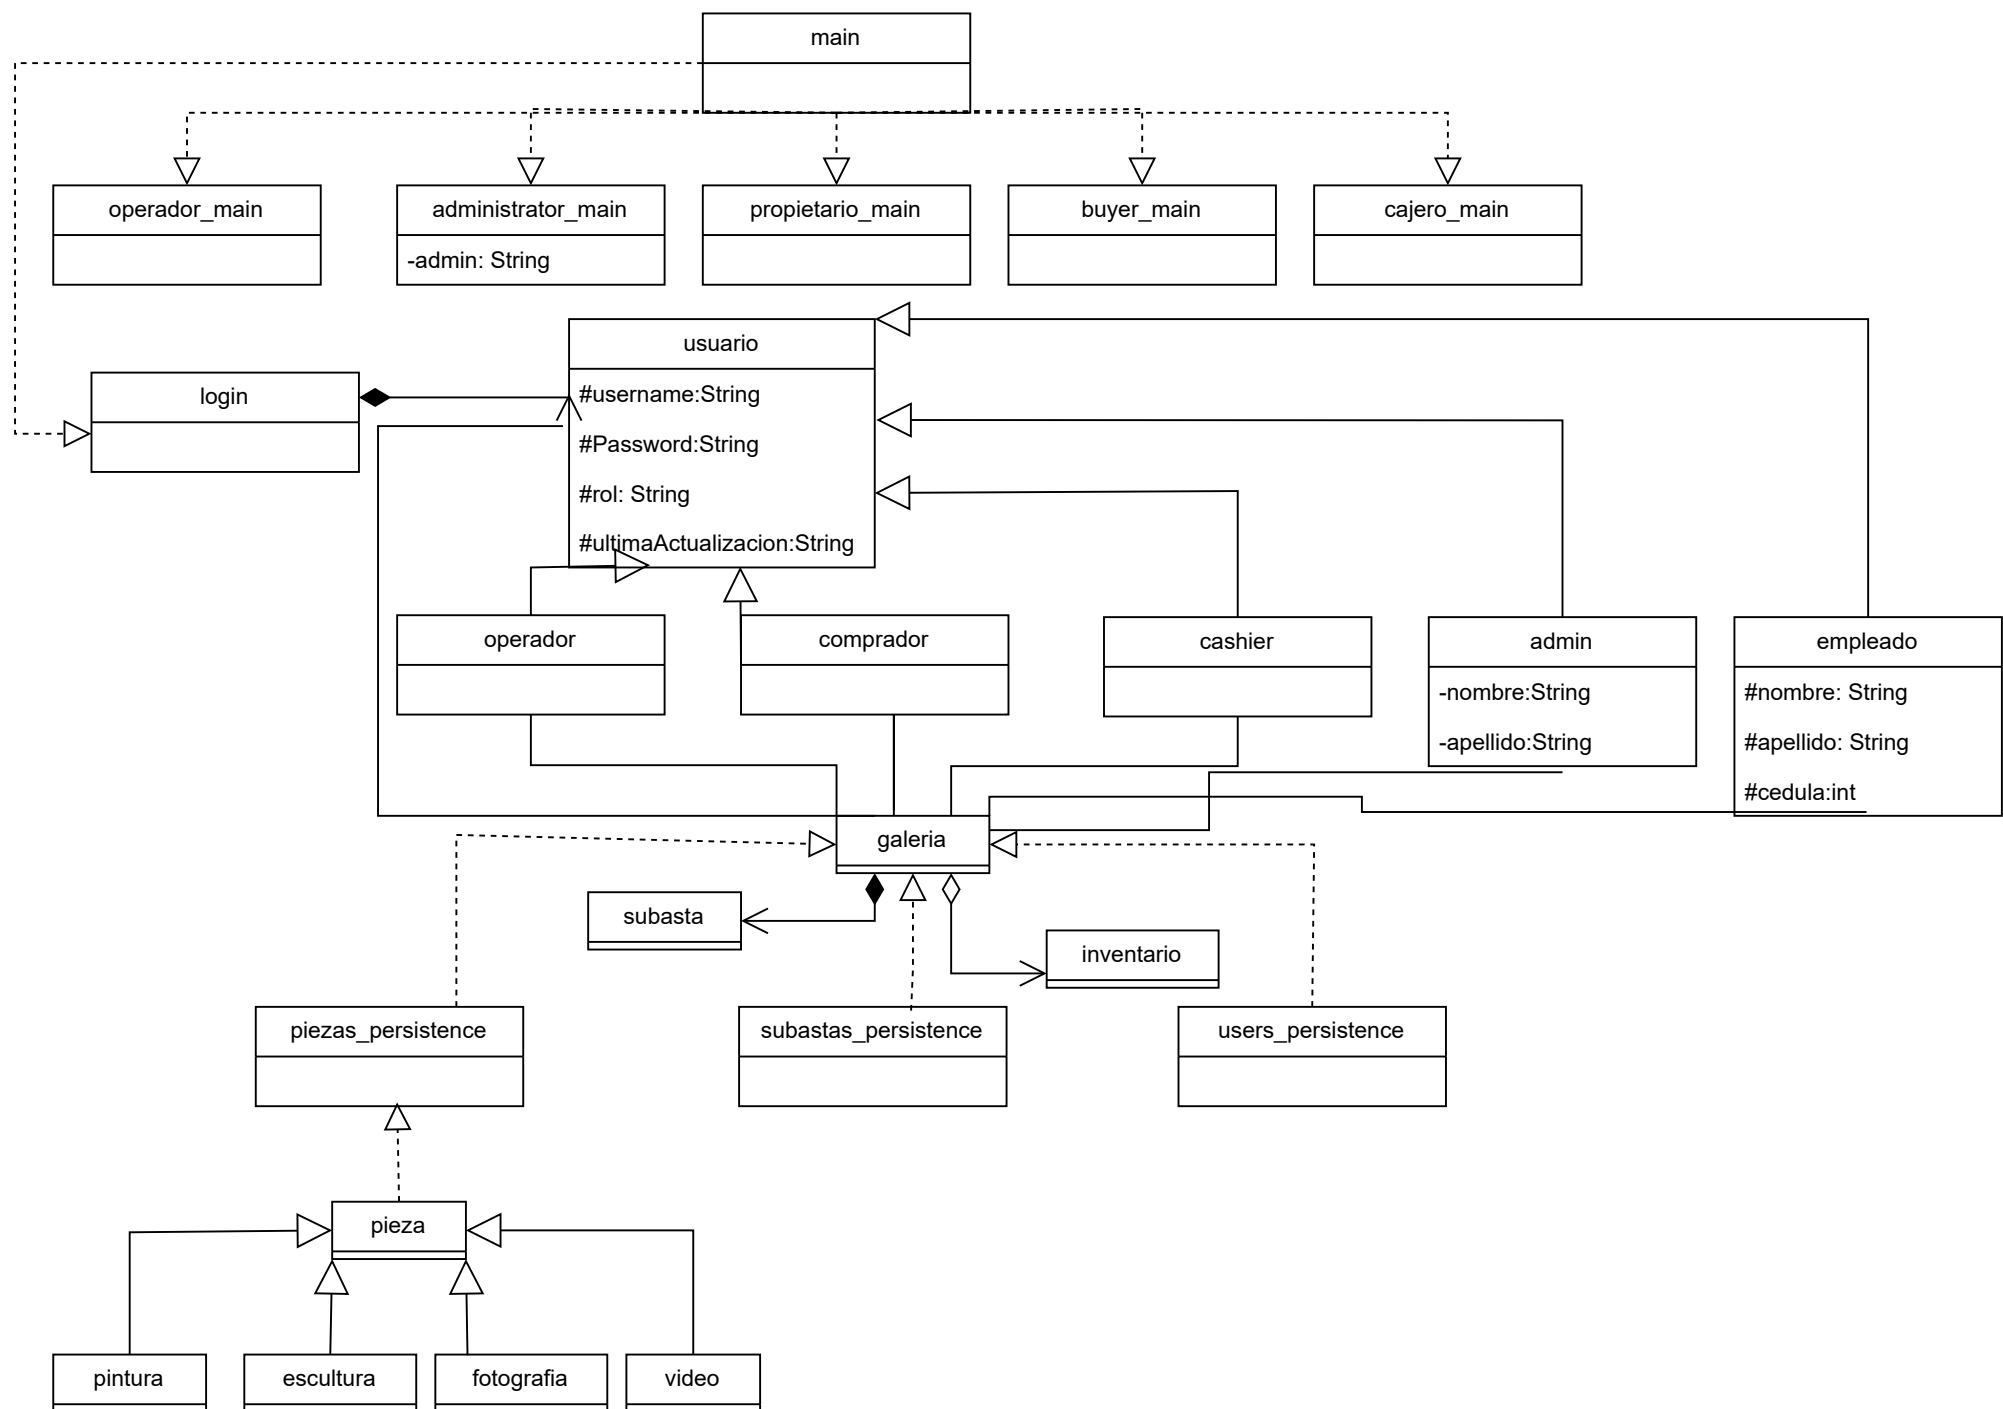 main
operador_main
administrator_main
-admin: String
propietario_main
buyer_main
cajero_main
usuario
#username:String
#Password:String
#rol: String
#ultimaActualizacion:String
login
operador
comprador
cashier
admin
-nombre:String
-apellido:String
empleado
#nombre: String
#apellido: String
#cedula:int
galeria
subasta
inventario
piezas_persistence
subastas_persistence
users_persistence
pieza
pintura
escultura
fotografia
video